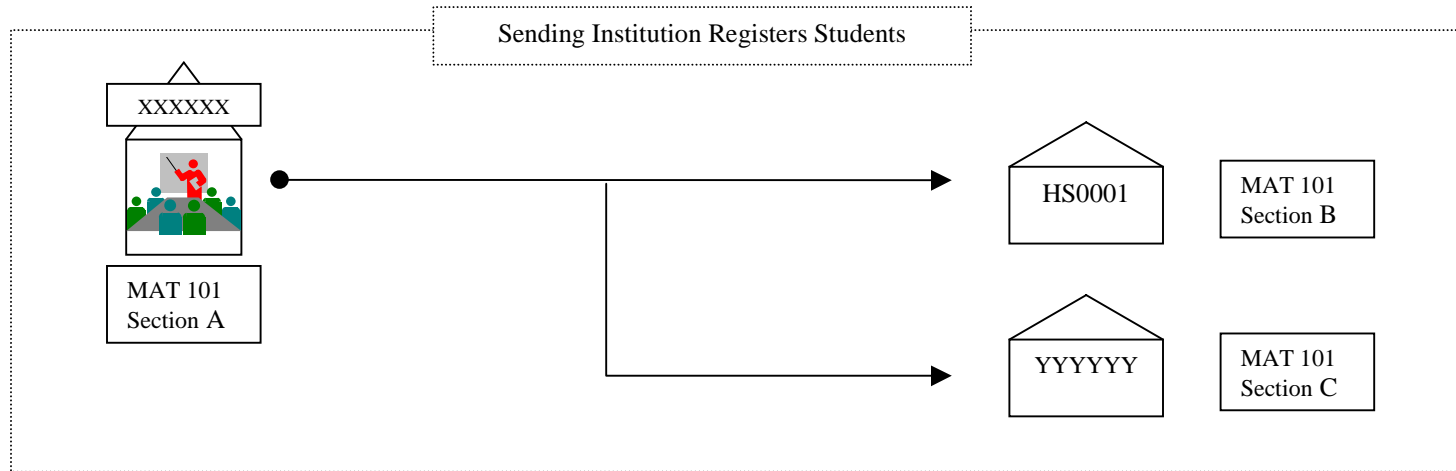 Sending Institution Registers Students
XXXXXX
MAT 101
Section A
HS0001
MAT 101
Section B
YYYYYY
MAT 101
Section C